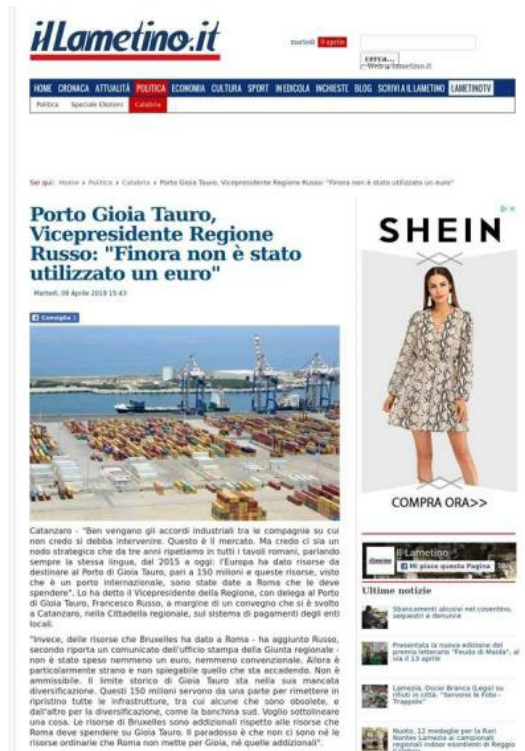 ilLametino.it
martedì 9 aprile
cerca...
Web lametino.it
HOME CRONACA ATTUALITÀ POLITICA ECONOMIA CULTURA SPORT IN EDICOLA INCHIESTE BLOG SCRIVI A IL LAMETINO LAMETINOTV
Politica Speciale Elezioni Calabria
Sei qui: Home Politica Calabria Porto Gioia Tauro, Vicepresidente Regione Russo: "Finora non è stato utilizzato un euro"
Porto Gioia Tauro,
Vicepresidente Regione
Russo: "Finora non è stato
utilizzato un euro"
Martedì, 09 Aprile 2019 15:43
Consiglia
Catanzaro - "Ben vengano gli accordi industriali tra le compagnie su cui
non credo si debba intervenire. Questo è il mercato. Ma credo ci sia un
nodo strategico che da tre anni ripetiamo in tutti i tavoli romani, parlando
sempre la stessa lingua, dal 2015 a oggi: l'Europa ha dato risorse da
destinare al Porto di Gioia Tauro, pari a 150 milioni e queste risorse, visto
che è un porto internazionale, sono state date a Roma che le deve
spendere". Lo ha detto il Vicepresidente della Regione, con delega al Porto
di Gioia Tauro, Francesco Russo, a margine di un convegno che si è svolto
a Catanzaro, nella Cittadella regionale, sul sistema di pagamenti degli enti
locali.
"Invece, delle risorse che Bruxelles ha dato a Roma - ha aggiunto Russo,
secondo riporta un comunicato dell'ufficio stampa della Giunta regionale -
non è stato speso nemmeno un euro, nemmeno convenzionale. Allora è
particolarmente strano e non spiegabile quello che sta accadendo. Non è
ammissibile. Il limite storico di Gioia Tauro sta nella sua mancata
diversificazione. Questi 150 milioni servono da una parte per rimettere in
ripristino tutte le infrastrutture, tra cui alcune che sono obsolete, e
dall'altro per la diversificazione, come la banchina sud. Voglio sottolineare
una cosa. Le risorse di Bruxelles sono addizionali rispetto alle risorse che
Roma deve spendere su Gioia Tauro. Il paradosso è che non ci sono né le
risorse ordinarie che Roma non mette per Gioia, né quelle addizionali".
SHEIN
COMPRA ORA>>
Il Lametino
Mi piace questa Pagina
Ultime notizie
Sbancamenti abusivi nel cosentino,
sequestri e denunce
Presentata la nuova edizione del
premio letterario "Feudo di Maida", al
via il 13 aprile
Lamezia, Oscar Branca (Lega) su
rifiuti in città: "Servono le Foto -
Trappole"
Nuoto, 12 medaglie per la Rari
Nantes Lamezia ai campionati
regionali indoor esordienti di Reggio